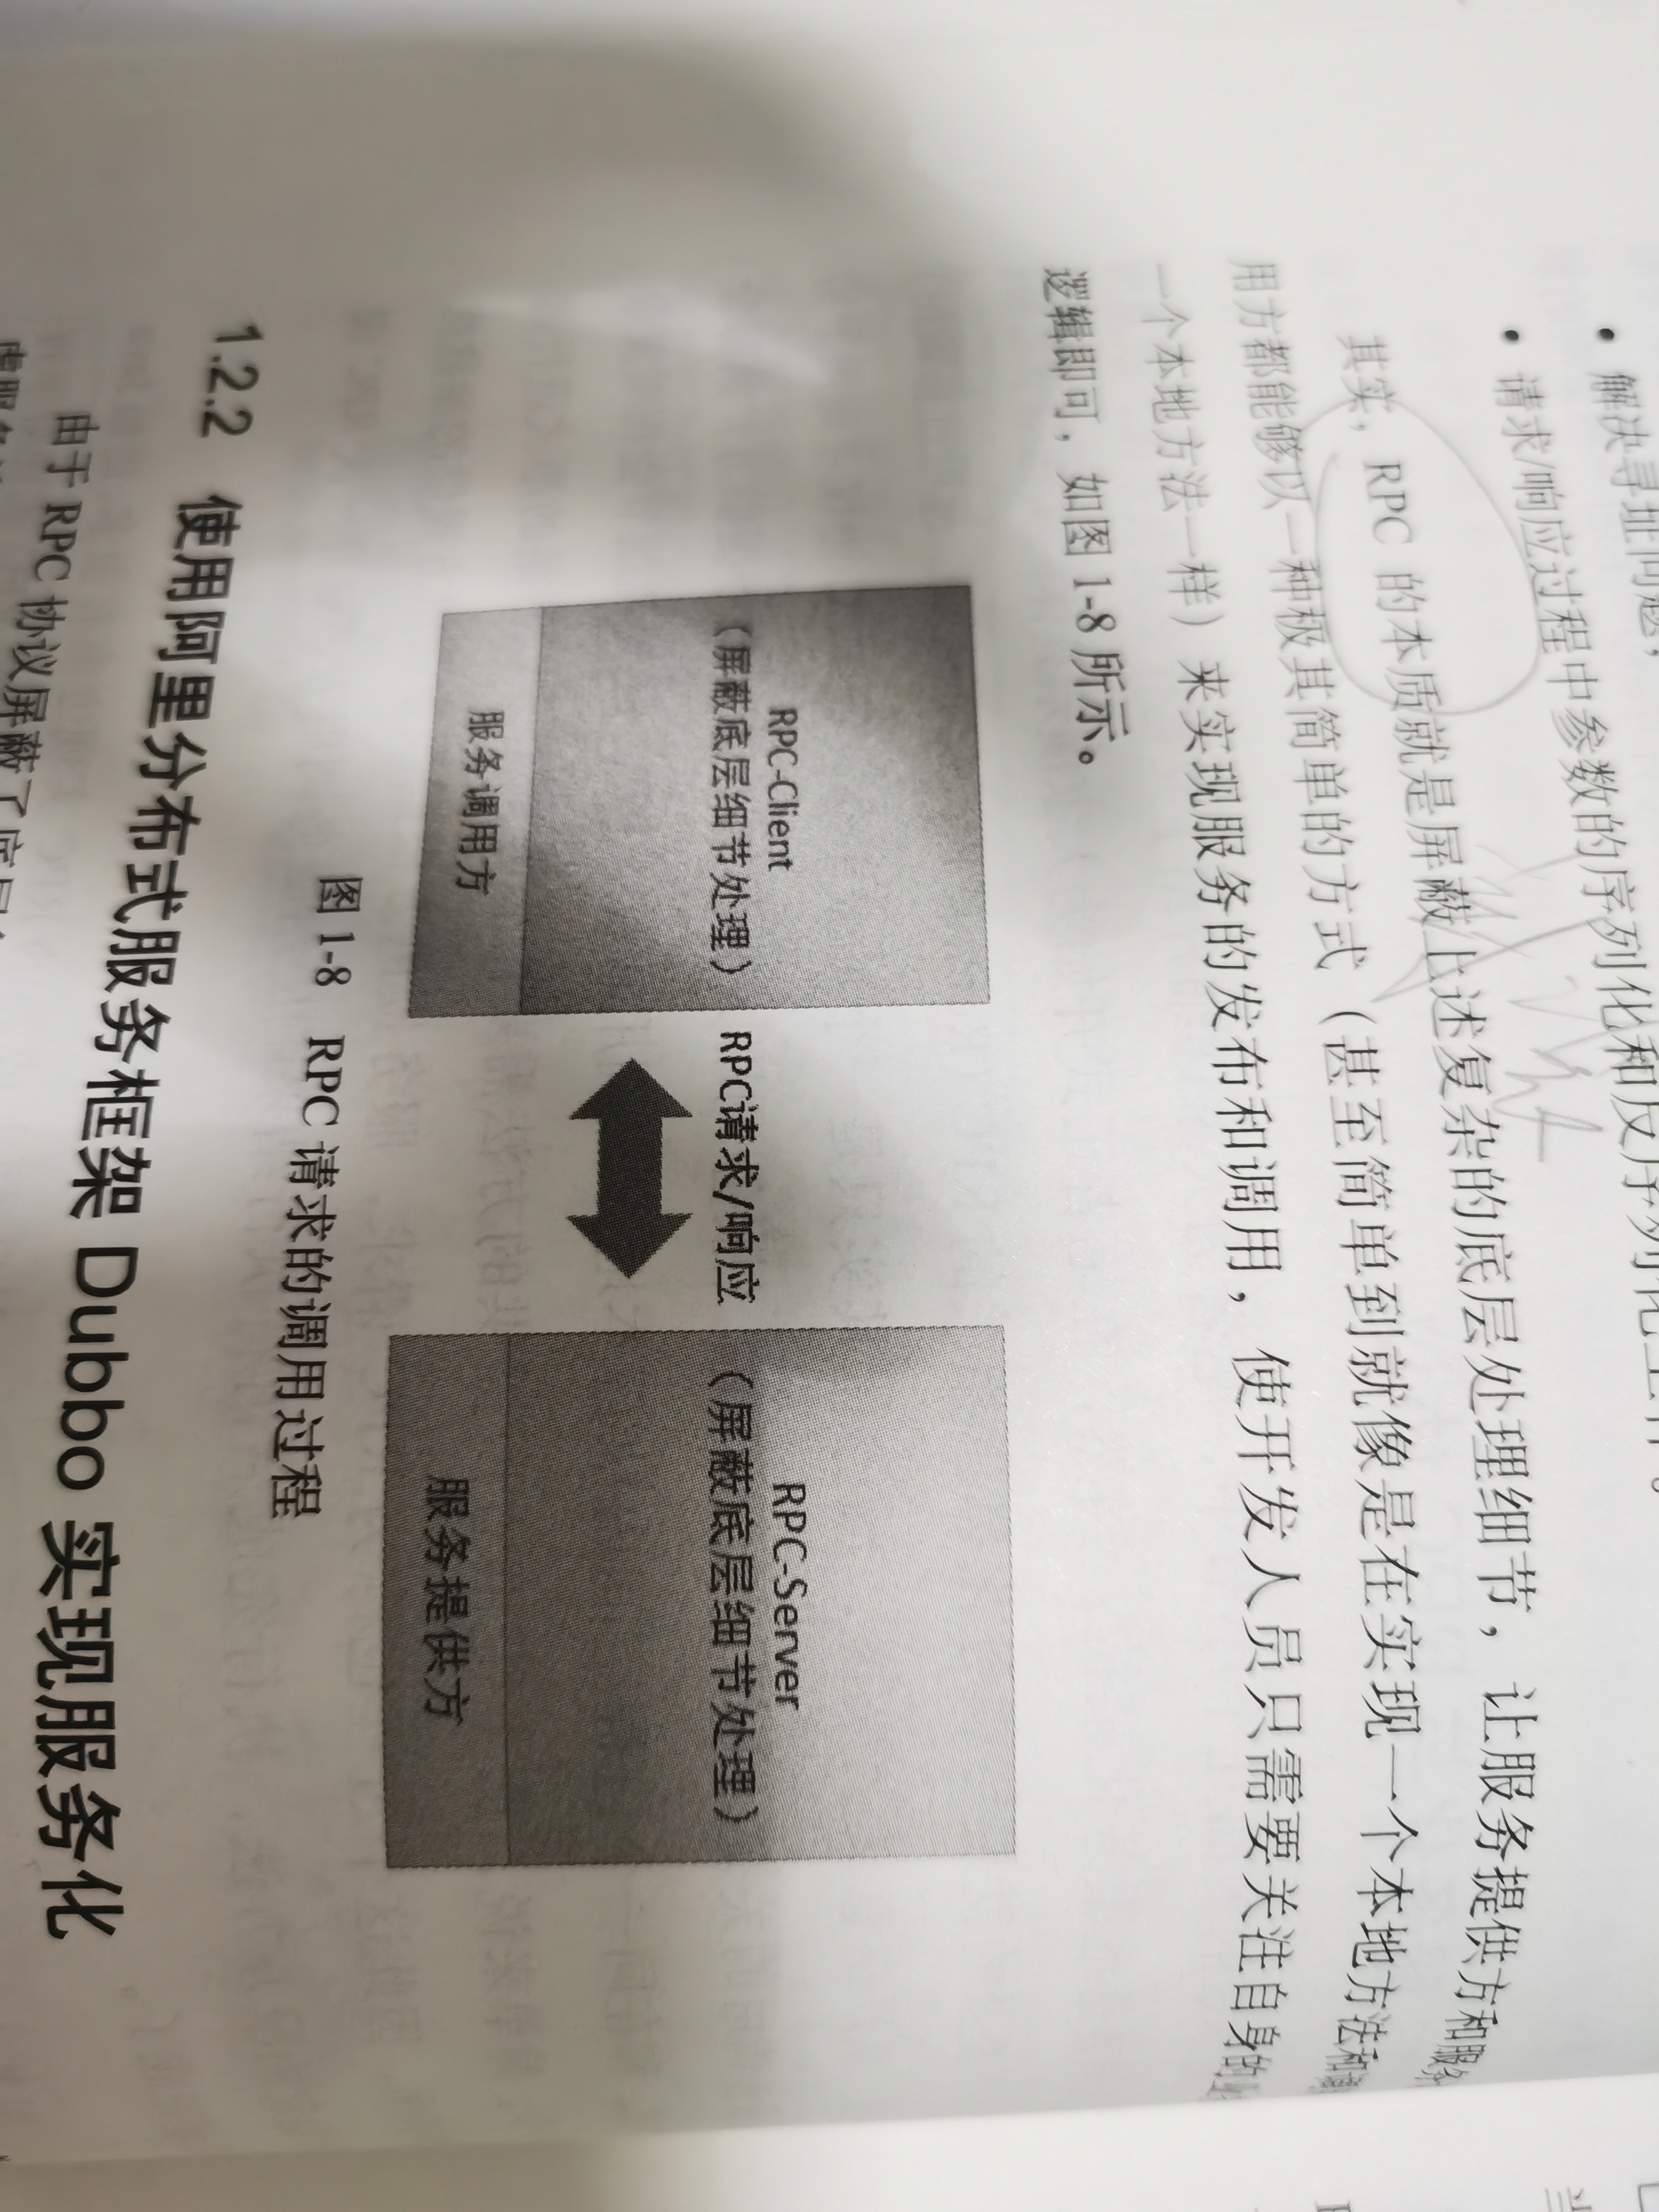 • 解决寻址问题；
• 请求/响应过程中参数的序列化和反序列化工作。
其实，RPC 的本质就是屏蔽上述复杂的底层处理细节，让服务提供方和服务
用方都能够以一种极其简单的方式（甚至简单到就像是在实现一个本地方法和
一个本地方法一样）来实现服务的发布和调用，使开发人员只需要关注自身的业
逻辑即可，如图 1-8 所示。
RPC-Client
（屏蔽底层细节处理）
RPC请求/响应
RPC-Server
（屏蔽底层细节处理）
服务调用方
服务提供方
图 1-8 RPC 请求的调用过程
1.2.2 使用阿里分布式服务框架 Dubbo 实现服务化
由于 RPC 协议屏蔽了底层
虑服务
当